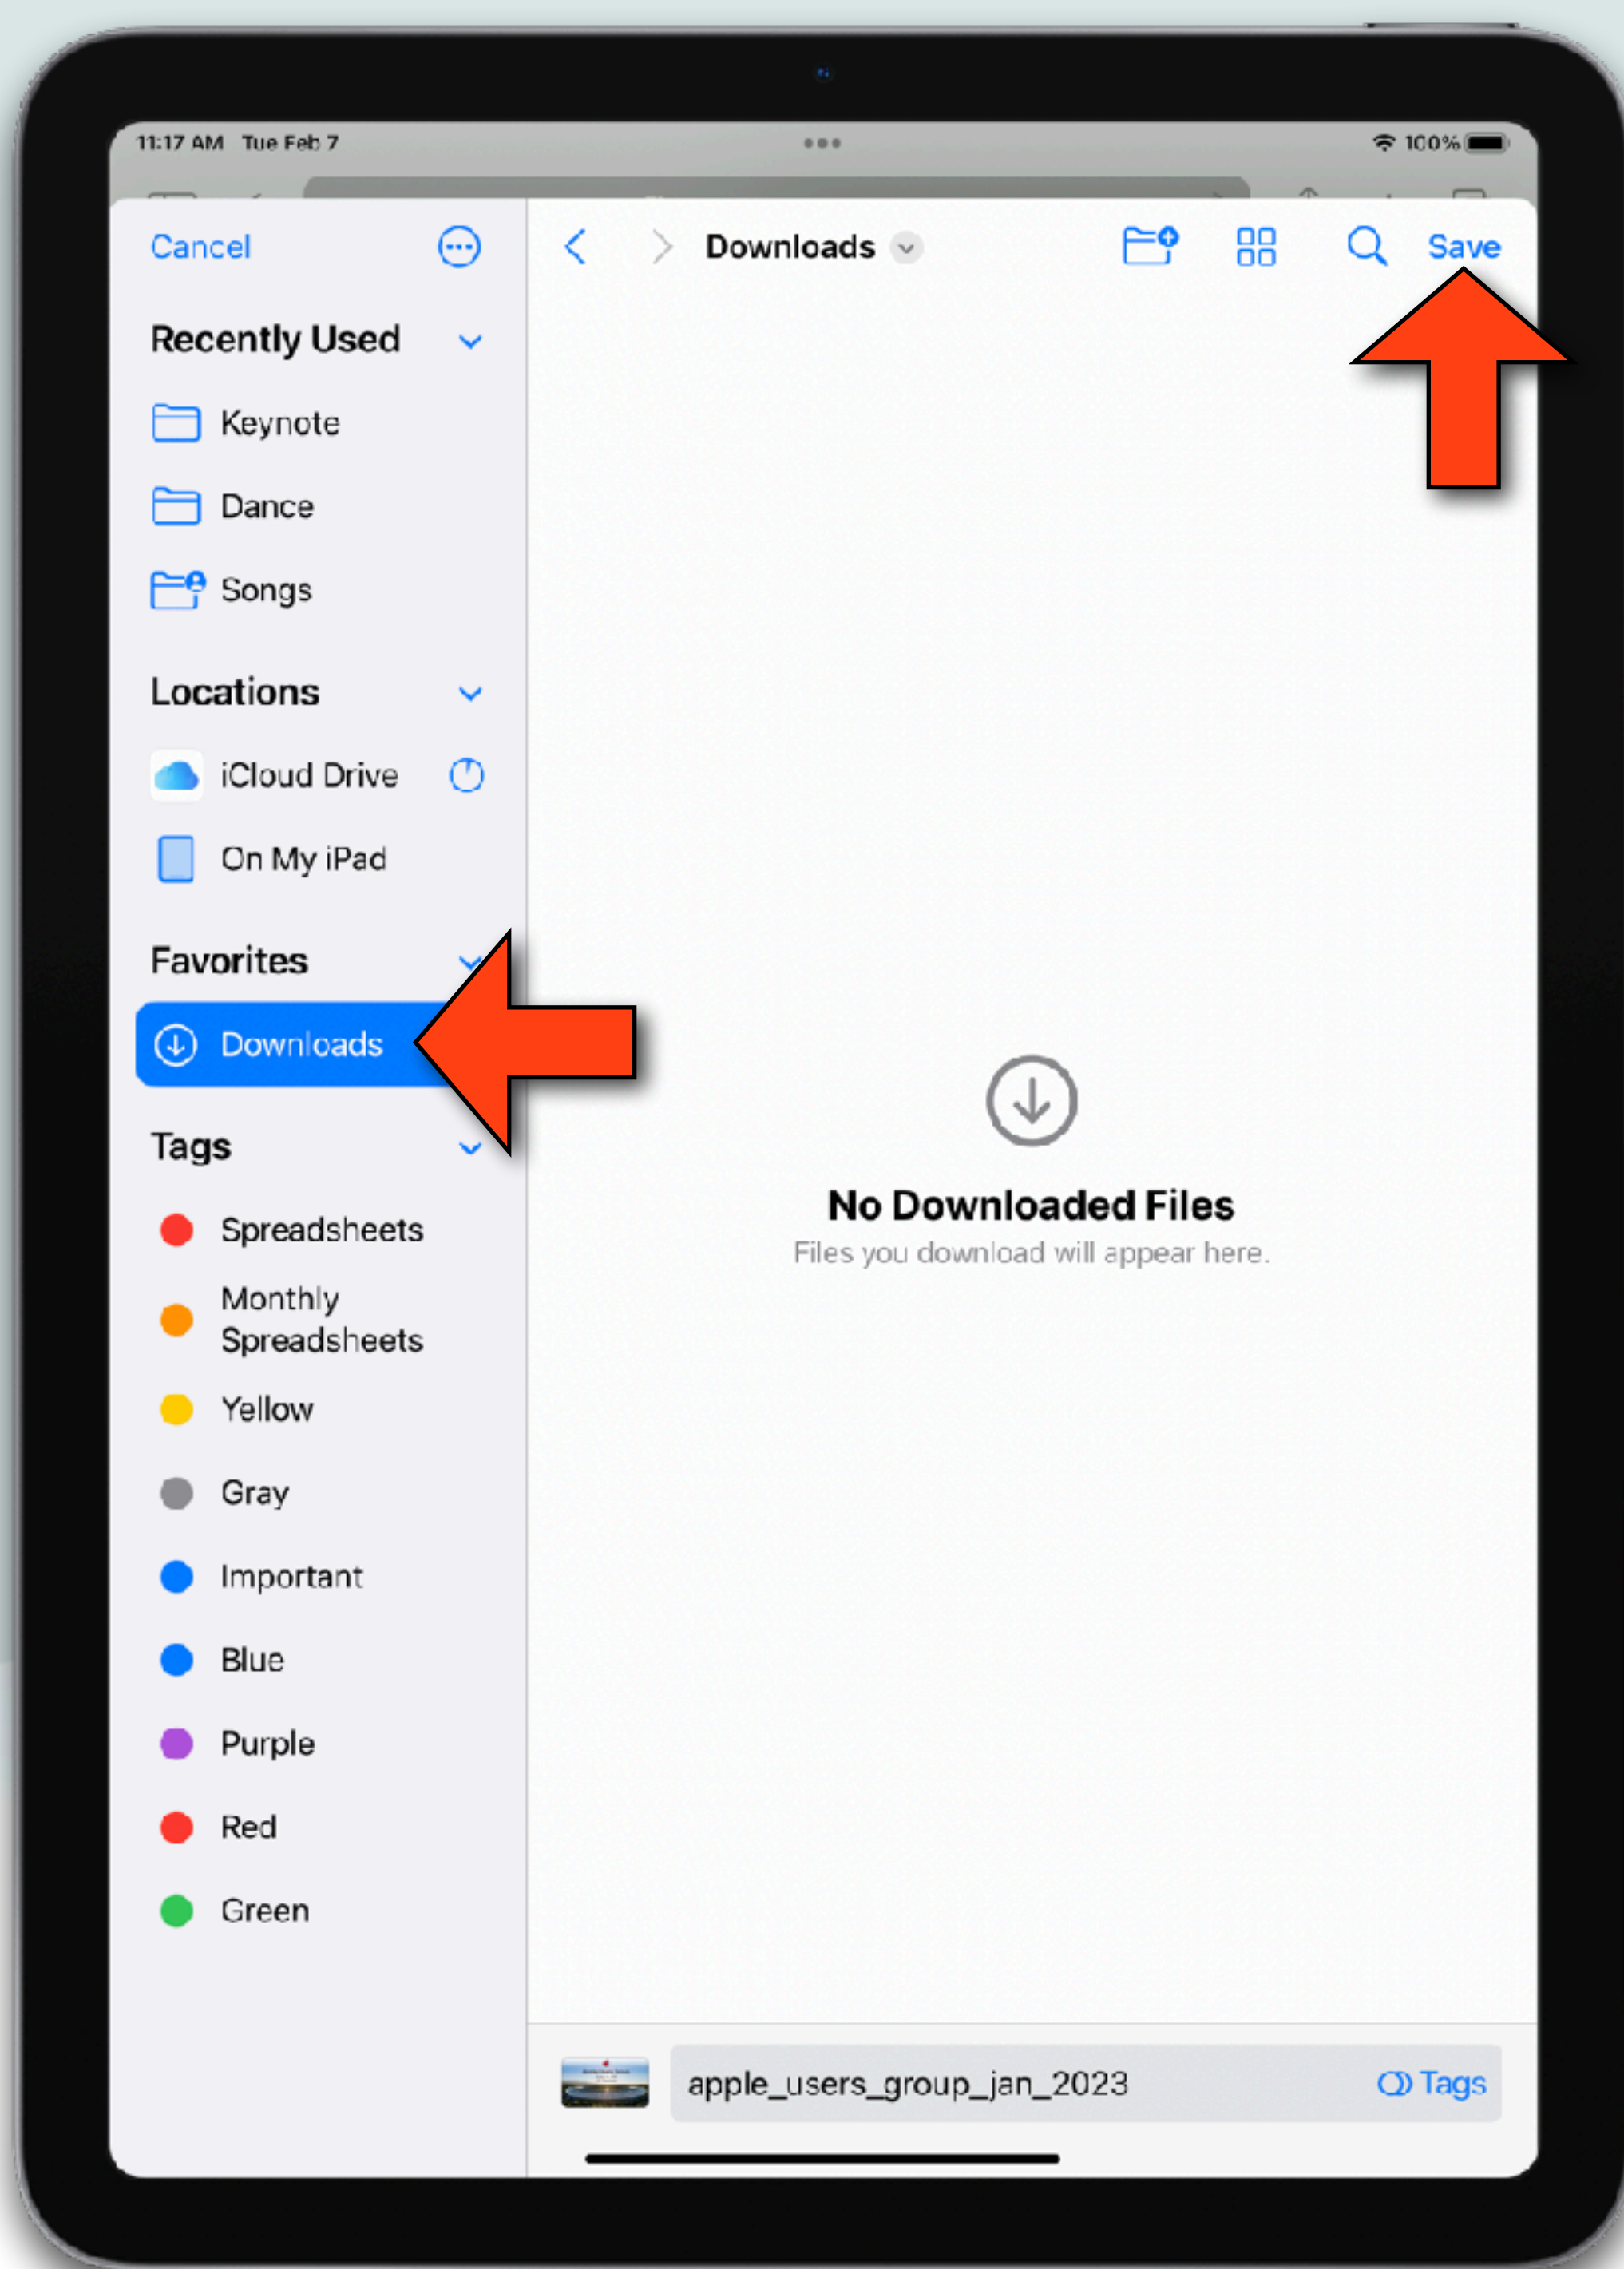 11:17 AM Tue Feb 7
100%
Cancel
Downloads
Save
Recently Used
Keynote
Dance
Songs
Locations
iCloud Drive
On My iPad
Favorites
Downloads
Tags
Spreadsheets
Monthly
Spreadsheets
Yellow
Gray
Important
Blue
Purple
Red
Green
No Downloaded Files
Files you download will appear here.
apple_users_group_jan_2023
Tags